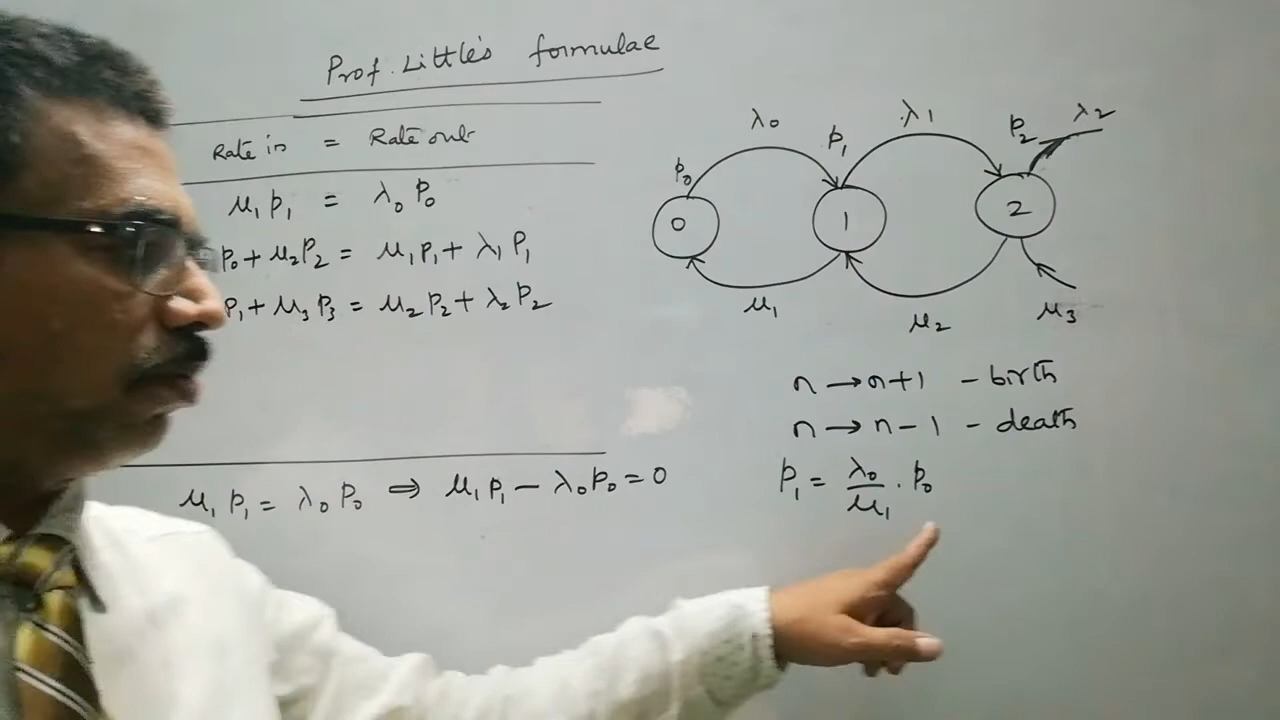 Prof. Little's formulae
Rate in = Rate out
μ₁ p₁ = λ₀ p₀
p₀ + μ₂ p₂ = μ₁ p₁ + λ₁ p₁
p₁ + μ₃ p₃ = μ₂ p₂ + λ₂ p₂
μ₁ p₁ = λ₀ p₀ ⇒ μ₁ p₁ − λ₀ p₀ = 0
λ₀ λ₁ λ₂
p₀ p₁ p₂
0 1 2
μ₁ μ₂ μ₃
n → n+1 – birth
n → n−1 – death
p₁ = λ₀/μ₁ . p₀